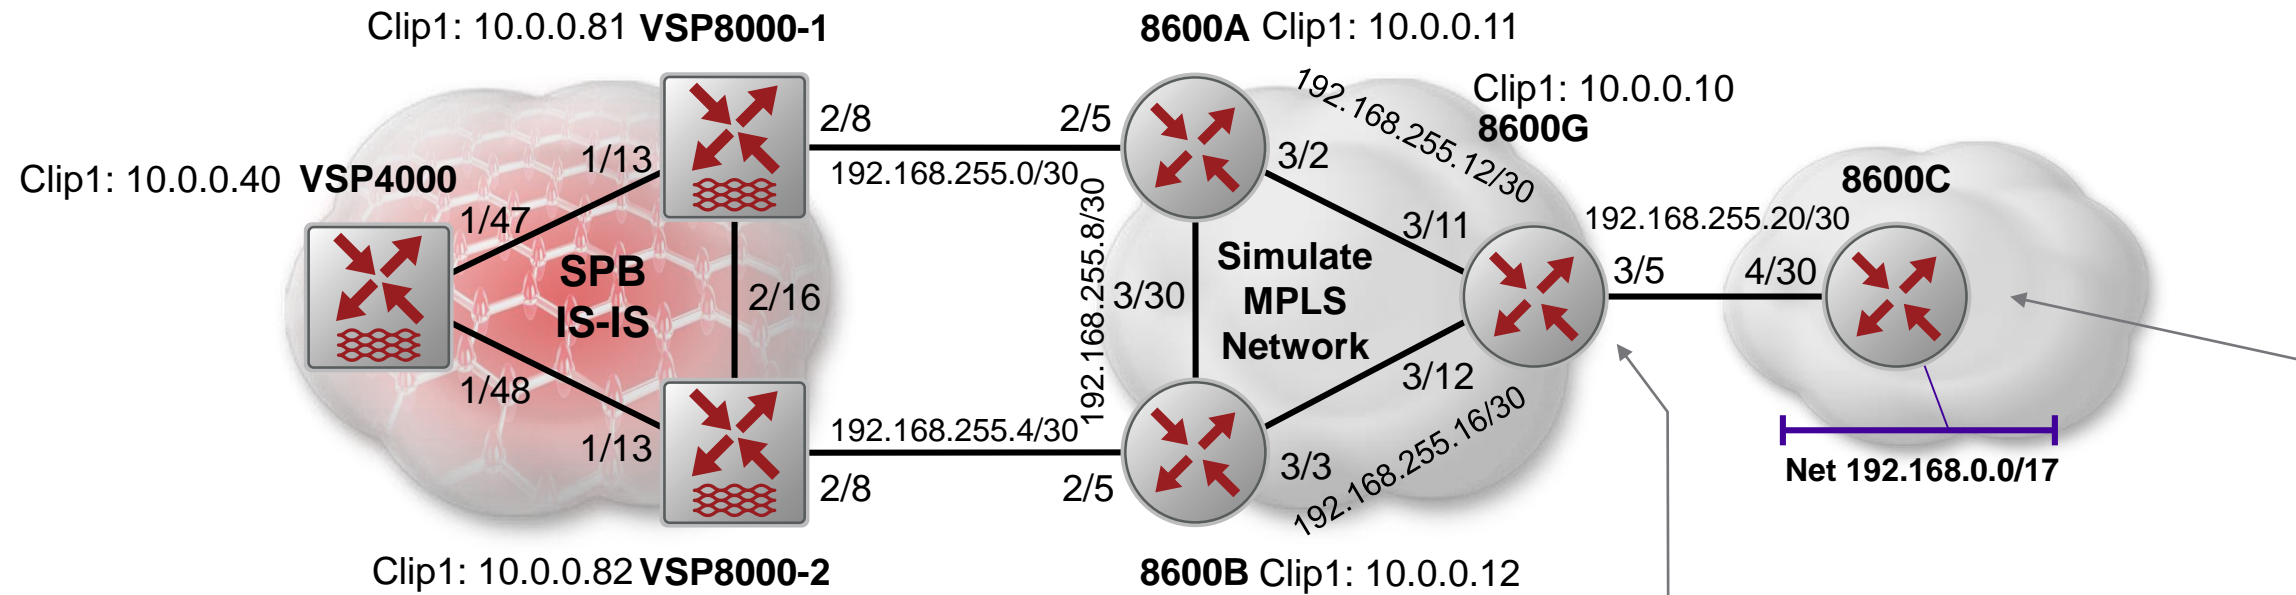 Clip1: 10.0.0.81 VSP8000-1
8600A Clip1: 10.0.0.11
Clip1: 10.0.0.10
8600G
192.168.255.12/30
2/8
2/5
192.168.255.0/30
1/13
3/2
Clip1: 10.0.0.40 VSP4000
8600C
1/47
3/11
192.168.255.20/30
192.168.255.8/30
SPB
IS-IS
2/16
3/30
Simulate
MPLS
Network
3/5
4/30
1/48
3/12
1/13
192.168.255.4/30
3/3
192.168.255.16/30
Net 192.168.0.0/17
2/8
2/5
Clip1: 10.0.0.82 VSP8000-2
8600B Clip1: 10.0.0.12